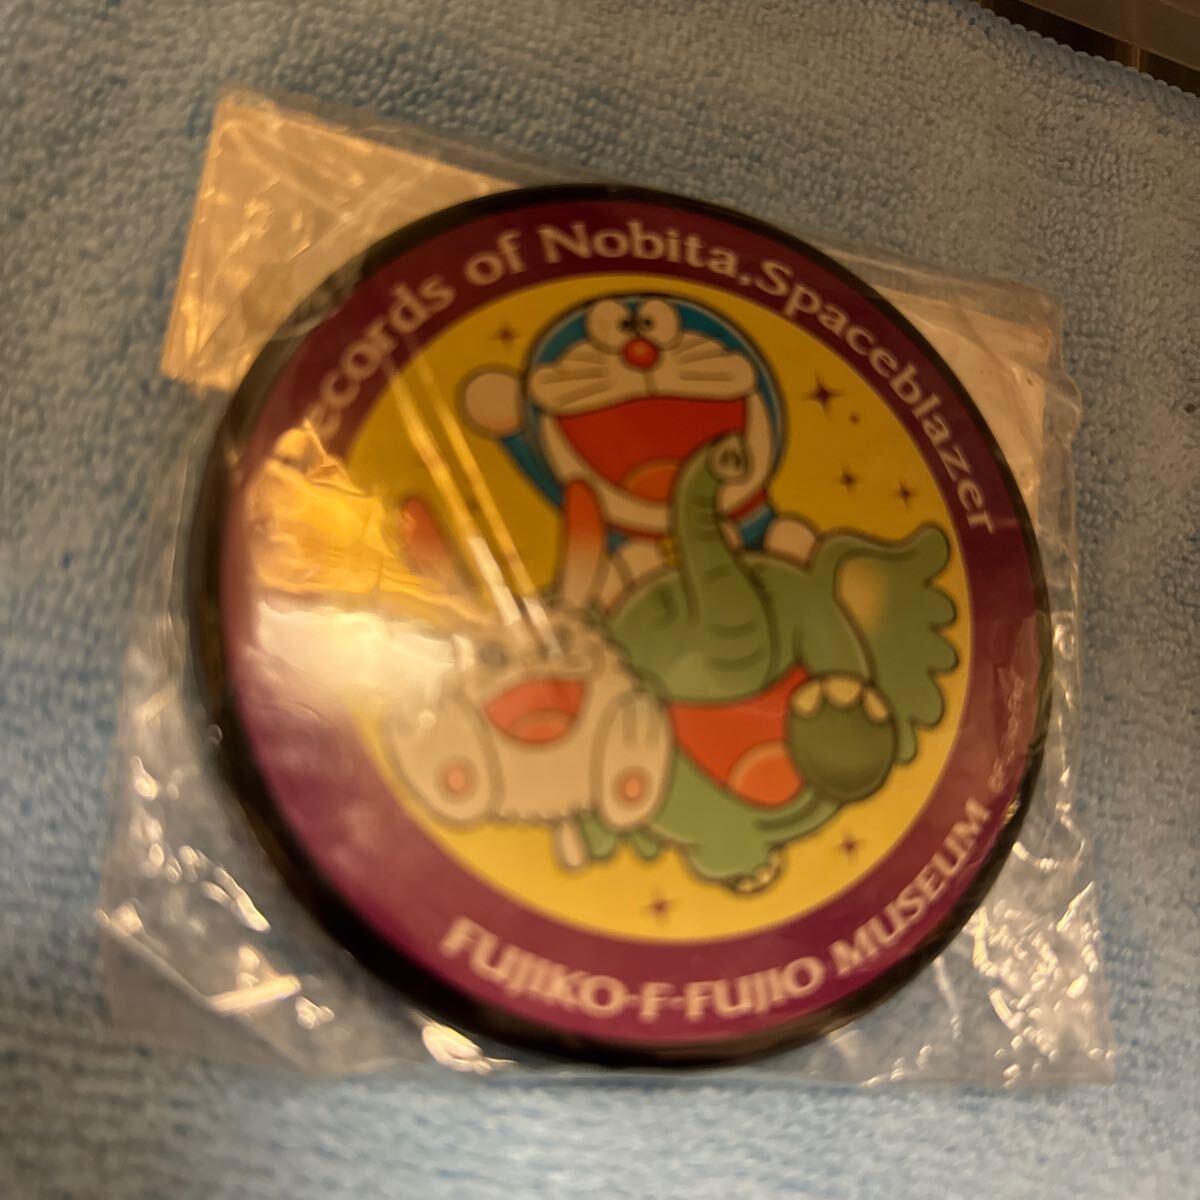 ecords of Nobita, Spaceblazer
FUJIKO·F·FUJIO MUSEUM